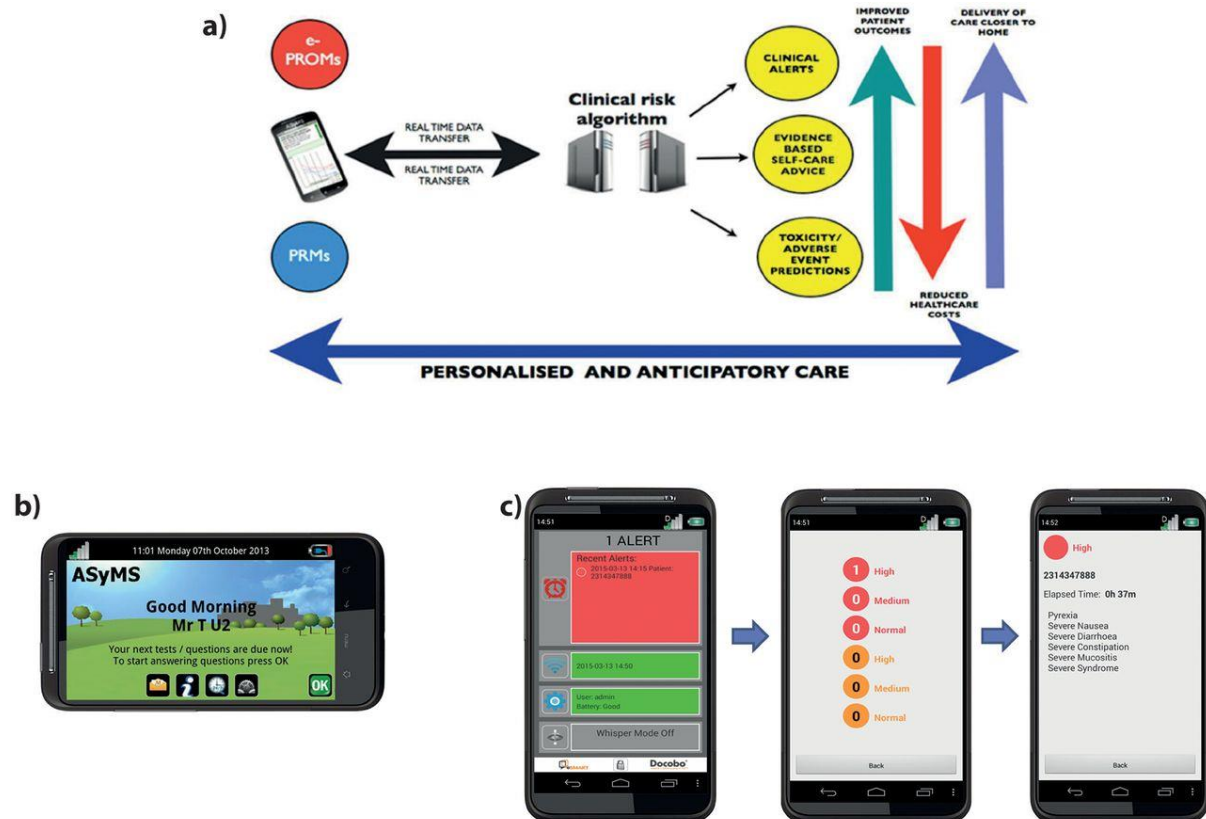 a)
e-
PROMs
PRMs
REAL TIME DATA
TRANSFER
REAL TIME DATA
TRANSFER
Clinical risk
algorithm
CLINICAL
ALERTS
EVIDENCE
BASED
SELF-CARE
ADVICE
TOXICITY/
ADVERSE
EVENT
PREDICTIONS
IMPROVED
PATIENT
OUTCOMES
DELIVERY OF
CARE CLOSER TO
HOME
REDUCED
HEALTHCARE
COSTS
PERSONALISED AND ANTICIPATORY CARE
b)
11:01 Monday 07th October 2013
ASyMS
Good Morning
Mr T U2
Your next tests / questions are due now!
To start answering questions press OK
OK
c)
14:51
1 ALERT
Recent Alerts:
2015-03-13 14:15 Patient:
2314347888
2015-03-13 14:50
User: admin
Battery: Good
Whisper Mode Off
Docobo
14:51
1 High
0 Medium
0 Normal
0 High
0 Medium
0 Normal
Back
14:52
High
2314347888
Elapsed Time: 0h 37m
Pyrexia
Severe Nausea
Severe Diarrhoea
Severe Constipation
Severe Mucositis
Severe Syndrome
Back